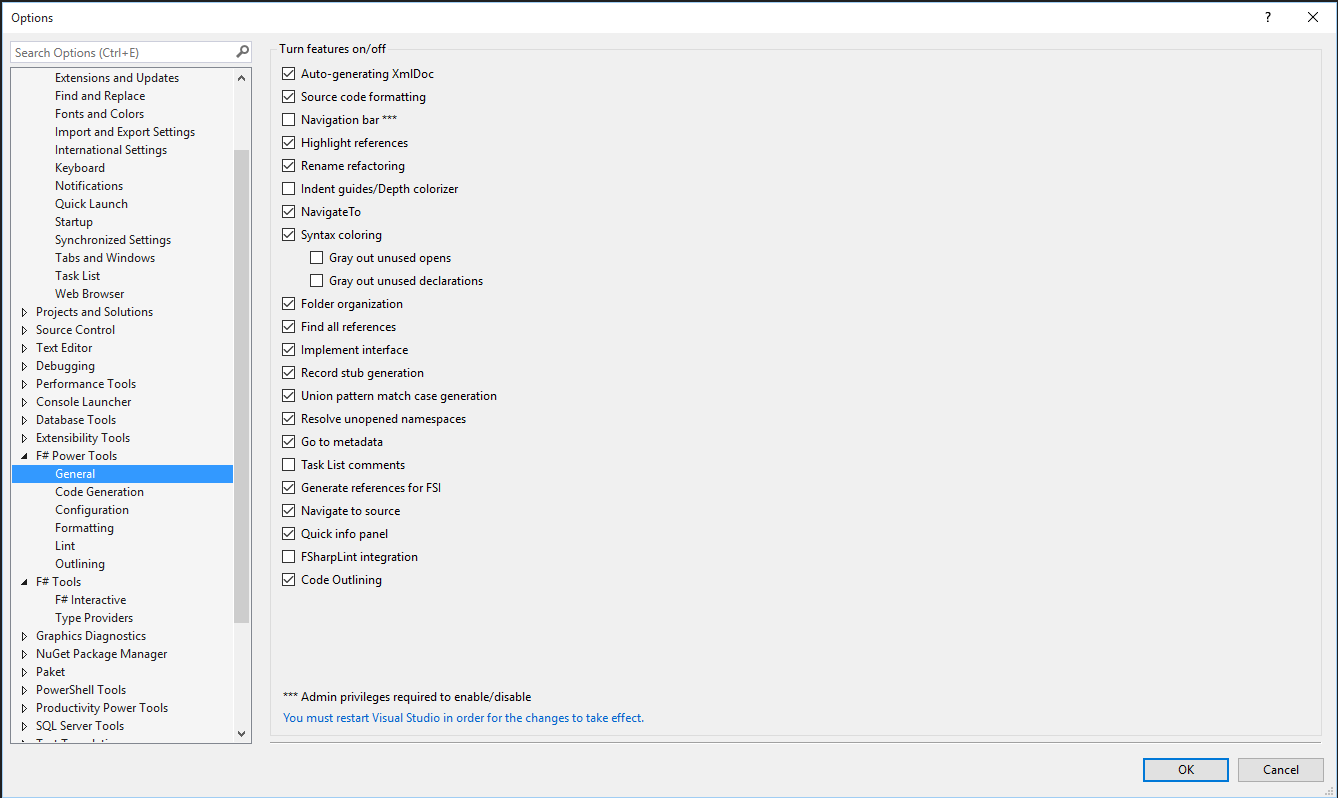 Options
?
Search Options (Ctrl+E)
Extensions and Updates
Find and Replace
Fonts and Colors
Import and Export Settings
International Settings
Keyboard
Notifications
Quick Launch
Startup
Synchronized Settings
Tabs and Windows
Task List
Web Browser
Projects and Solutions
Source Control
Text Editor
Debugging
Performance Tools
Console Launcher
Database Tools
Extensibility Tools
F# Power Tools
General
Code Generation
Configuration
Formatting
Lint
Outlining
F# Tools
F# Interactive
Type Providers
Graphics Diagnostics
NuGet Package Manager
Paket
PowerShell Tools
Productivity Power Tools
SQL Server Tools
Turn features on/off
Auto-generating XmlDoc
Source code formatting
Navigation bar ***
Highlight references
Rename refactoring
Indent guides/Depth colorizer
NavigateTo
Syntax coloring
Gray out unused opens
Gray out unused declarations
Folder organization
Find all references
Implement interface
Record stub generation
Union pattern match case generation
Resolve unopened namespaces
Go to metadata
Task List comments
Generate references for FSI
Navigate to source
Quick info panel
FSharpLint integration
Code Outlining
*** Admin privileges required to enable/disable
You must restart Visual Studio in order for the changes to take effect.
OK
Cancel